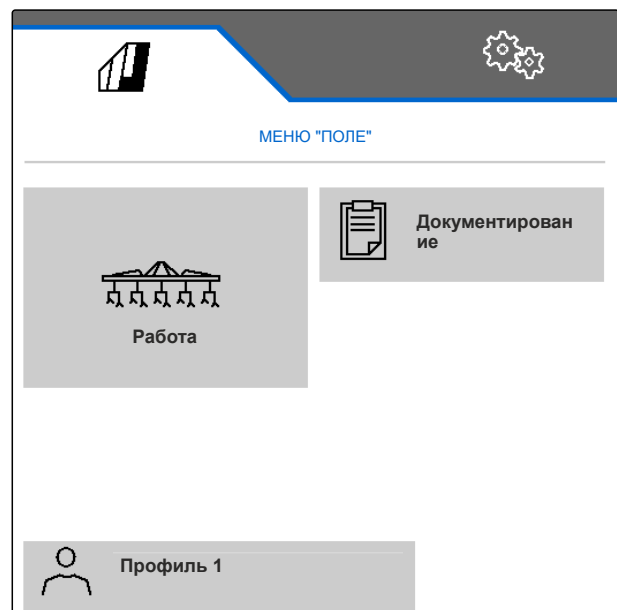 МЕНЮ "ПОЛЕ"
Документирован
ие
Работа
Профиль 1